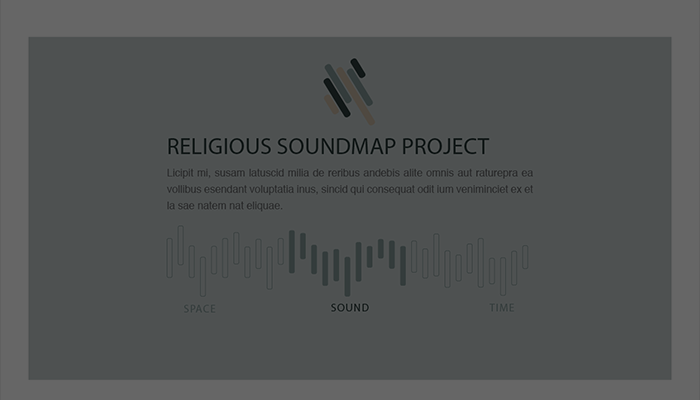 RELIGIOUS SOUNDMAP PROJECT
Licipit mi, susam latuscid milia de reribus andebis alite omnis aut raturepra ea
vollibus esendant voluptatia inus, sincid qui consequat odit ium veniminciet ex et
la sae natem nat eliquae.
SPACE SOUND TIME